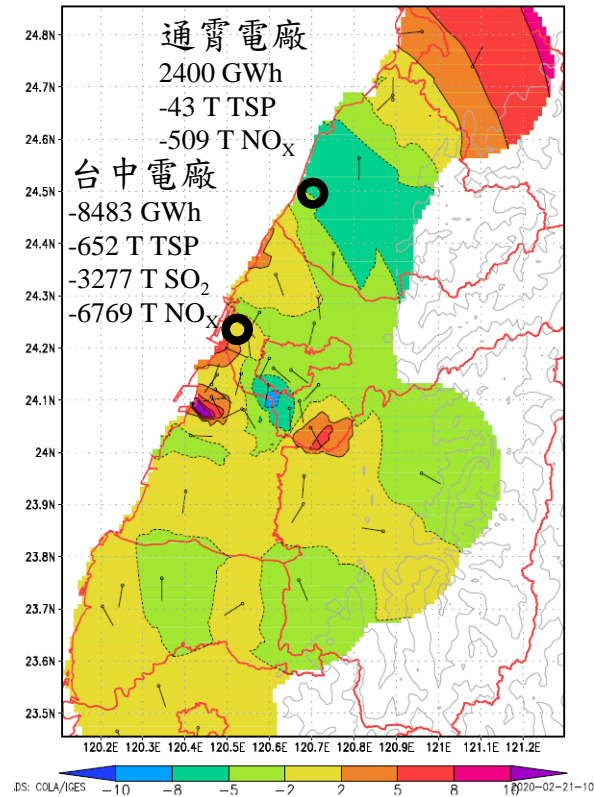 通霄電廠
2400 GWh
-43 T TSP
-509 T NOX
台中電廠
-8483 GWh
-652 T TSP
-3277 T SO2
-6769 T NOX
24.8N
24.7N
24.6N
24.5N
24.4N
24.3N
24.2N
24.1N
24N
23.9N
23.8N
23.7N
23.6N
23.5N
120.2E 120.3E 120.4E 120.5E 120.6E 120.7E 120.8E 120.9E 121E 121.1E 121.2E
DS: COLA/IGES -10 -8 -5 -2 2 5 8 2020-02-21-10